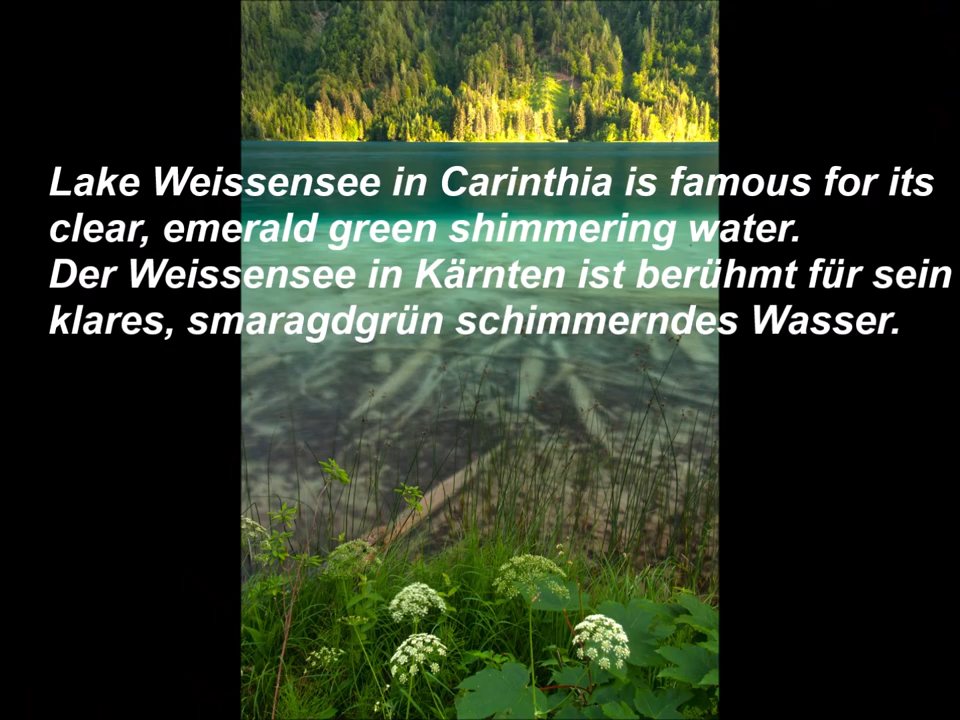 Lake Weissensee in Carinthia is famous for its
clear, emerald green shimmering water.
Der Weissensee in Kärnten ist berühmt für sein
klares, smaragdgrün schimmerndes Wasser.